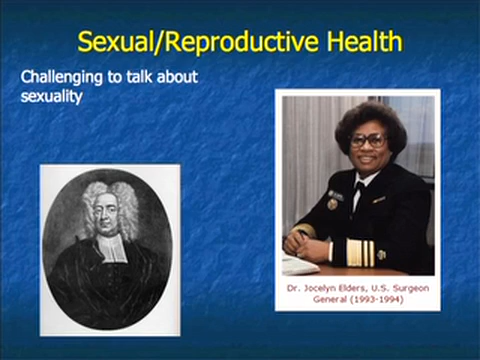 Sexual/Reproductive Health
Challenging to talk about
sexuality
Dr. Jocelyn Elders, U.S. Surgeon
General (1993-1994)